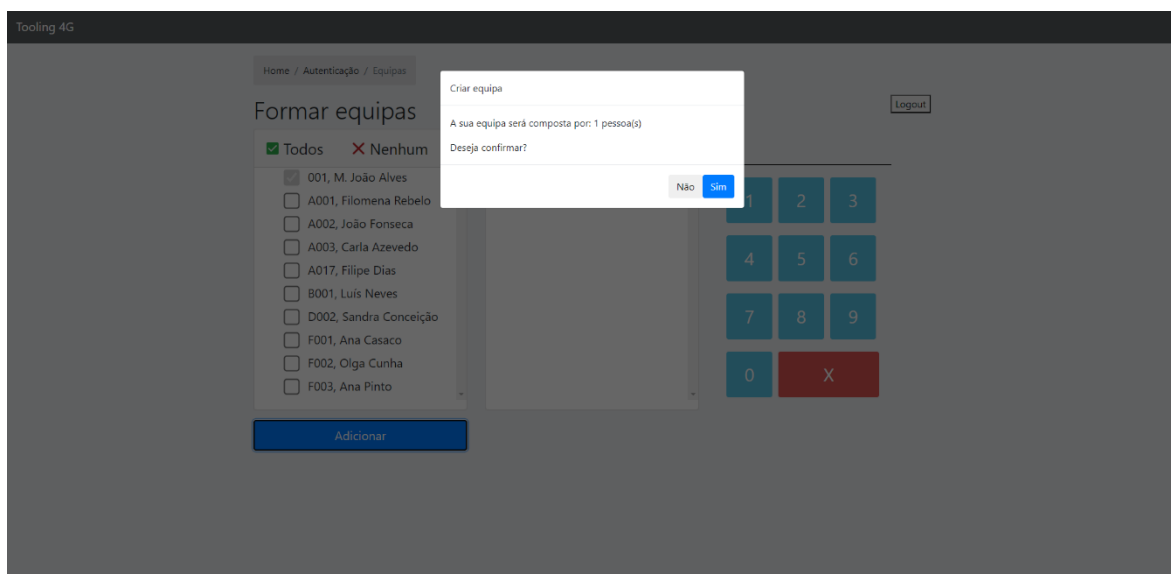 Tooling 4G
Home / Autenticação / Equipas
Formar equipas
Logout
Criar equipa
A sua equipa será composta por: 1 pessoa(s)
Deseja confirmar?
Não Sim
Todos Nenhum
001, M. João Alves
A001, Filomena Rebelo
A002, João Fonseca
A003, Carla Azevedo
A017, Filipe Dias
B001, Luís Neves
D002, Sandra Conceição
F001, Ana Casaco
F002, Olga Cunha
F003, Ana Pinto
Adicionar
1 2 3
4 5 6
7 8 9
0 X